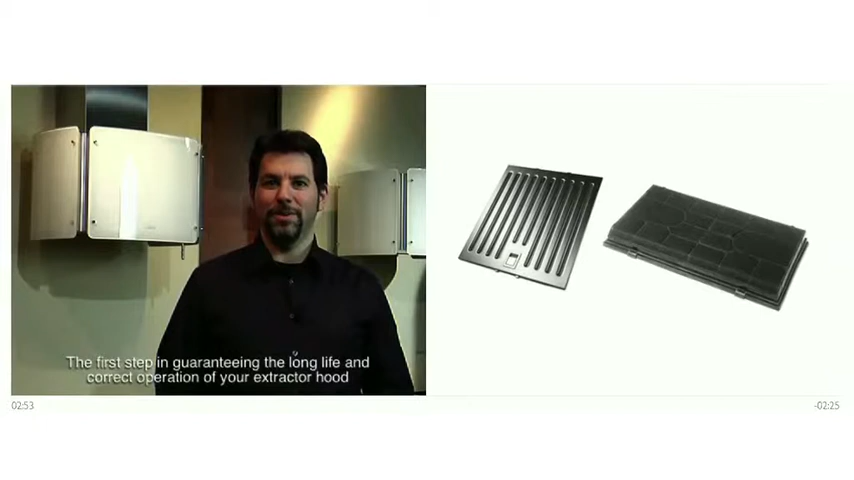 The first step in guaranteeing the long life and
correct operation of your extractor hood
02:53
-02:25